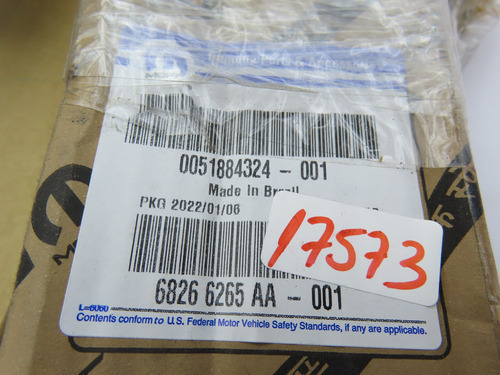 0051884324 - 001
Made In Brazil
PKG 2022/01/06
17573
6826 6265 AA - 001
L=6060
Contents conform to U.S. Federal Motor Vehicle Safety Standards, if any are applicable.